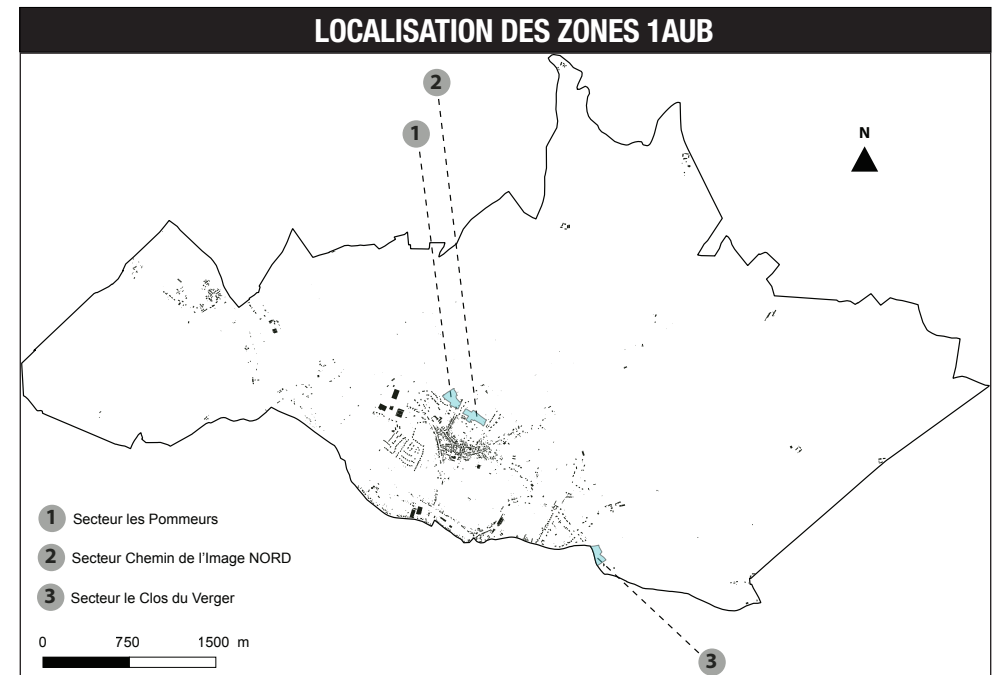 LOCALISATION DES ZONES 1AUB
2
1
N
1 Secteur les Pommeurs
2 Secteur Chemin de l'Image NORD
3 Secteur le Clos du Verger
0 750 1500 m
3